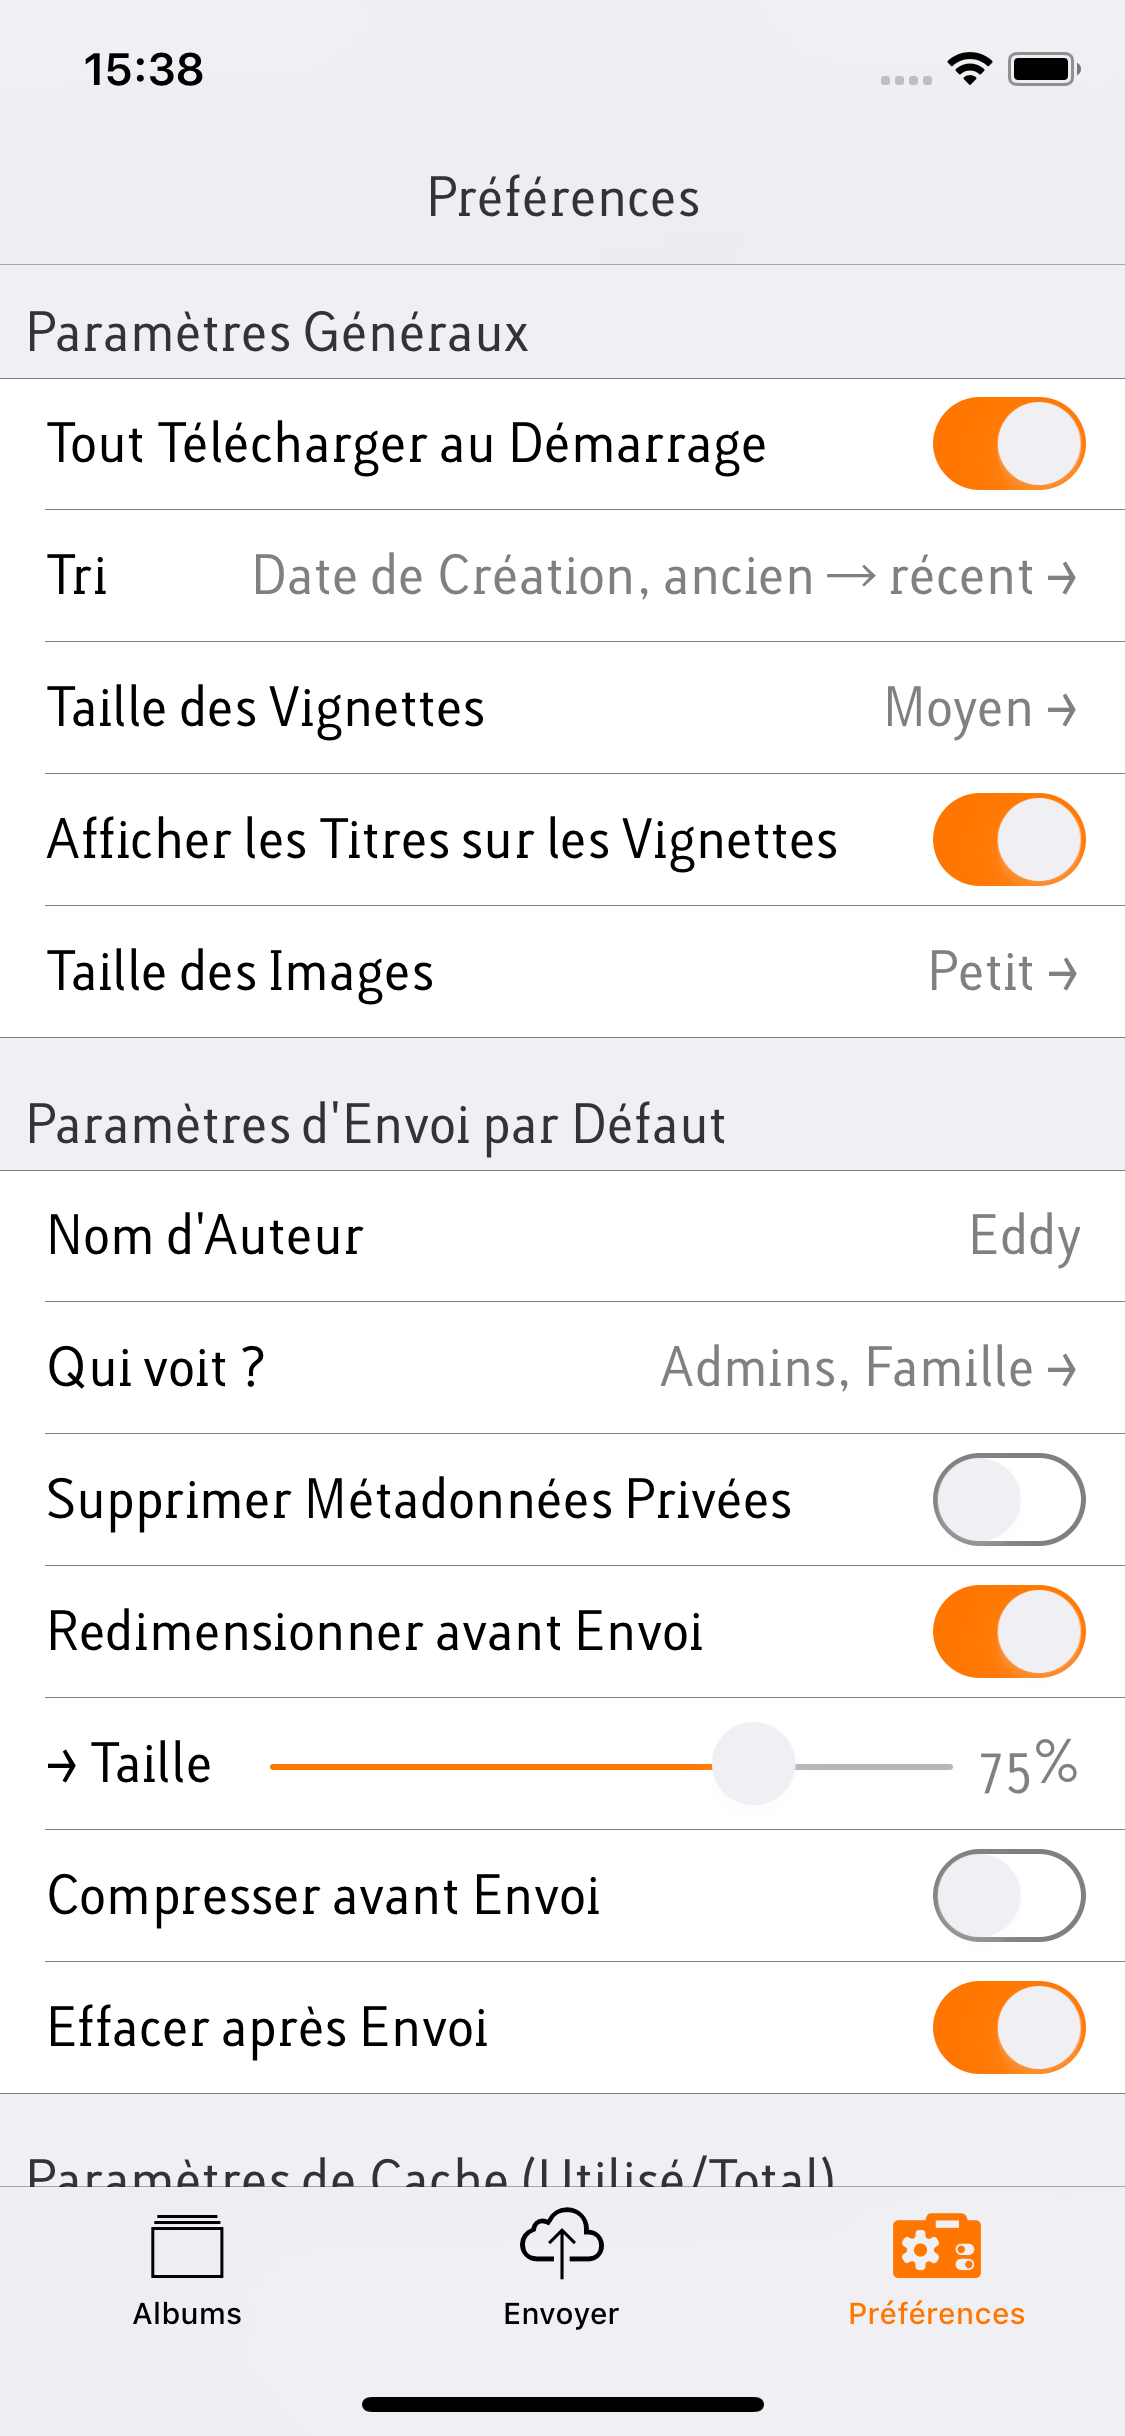 15:38
Préférences
Paramètres Généraux
Tout Télécharger au Démarrage
Tri Date de Création, ancien → récent →
Taille des Vignettes Moyen →
Afficher les Titres sur les Vignettes
Taille des Images Petit →
Paramètres d'Envoi par Défaut
Nom d'Auteur Eddy
Qui voit ? Admins, Famille →
Supprimer Métadonnées Privées
Redimensionner avant Envoi
→ Taille 75%
Compresser avant Envoi
Effacer après Envoi
Paramètres de Cache (Utilisé/Total)
Albums Envoyer Préférences